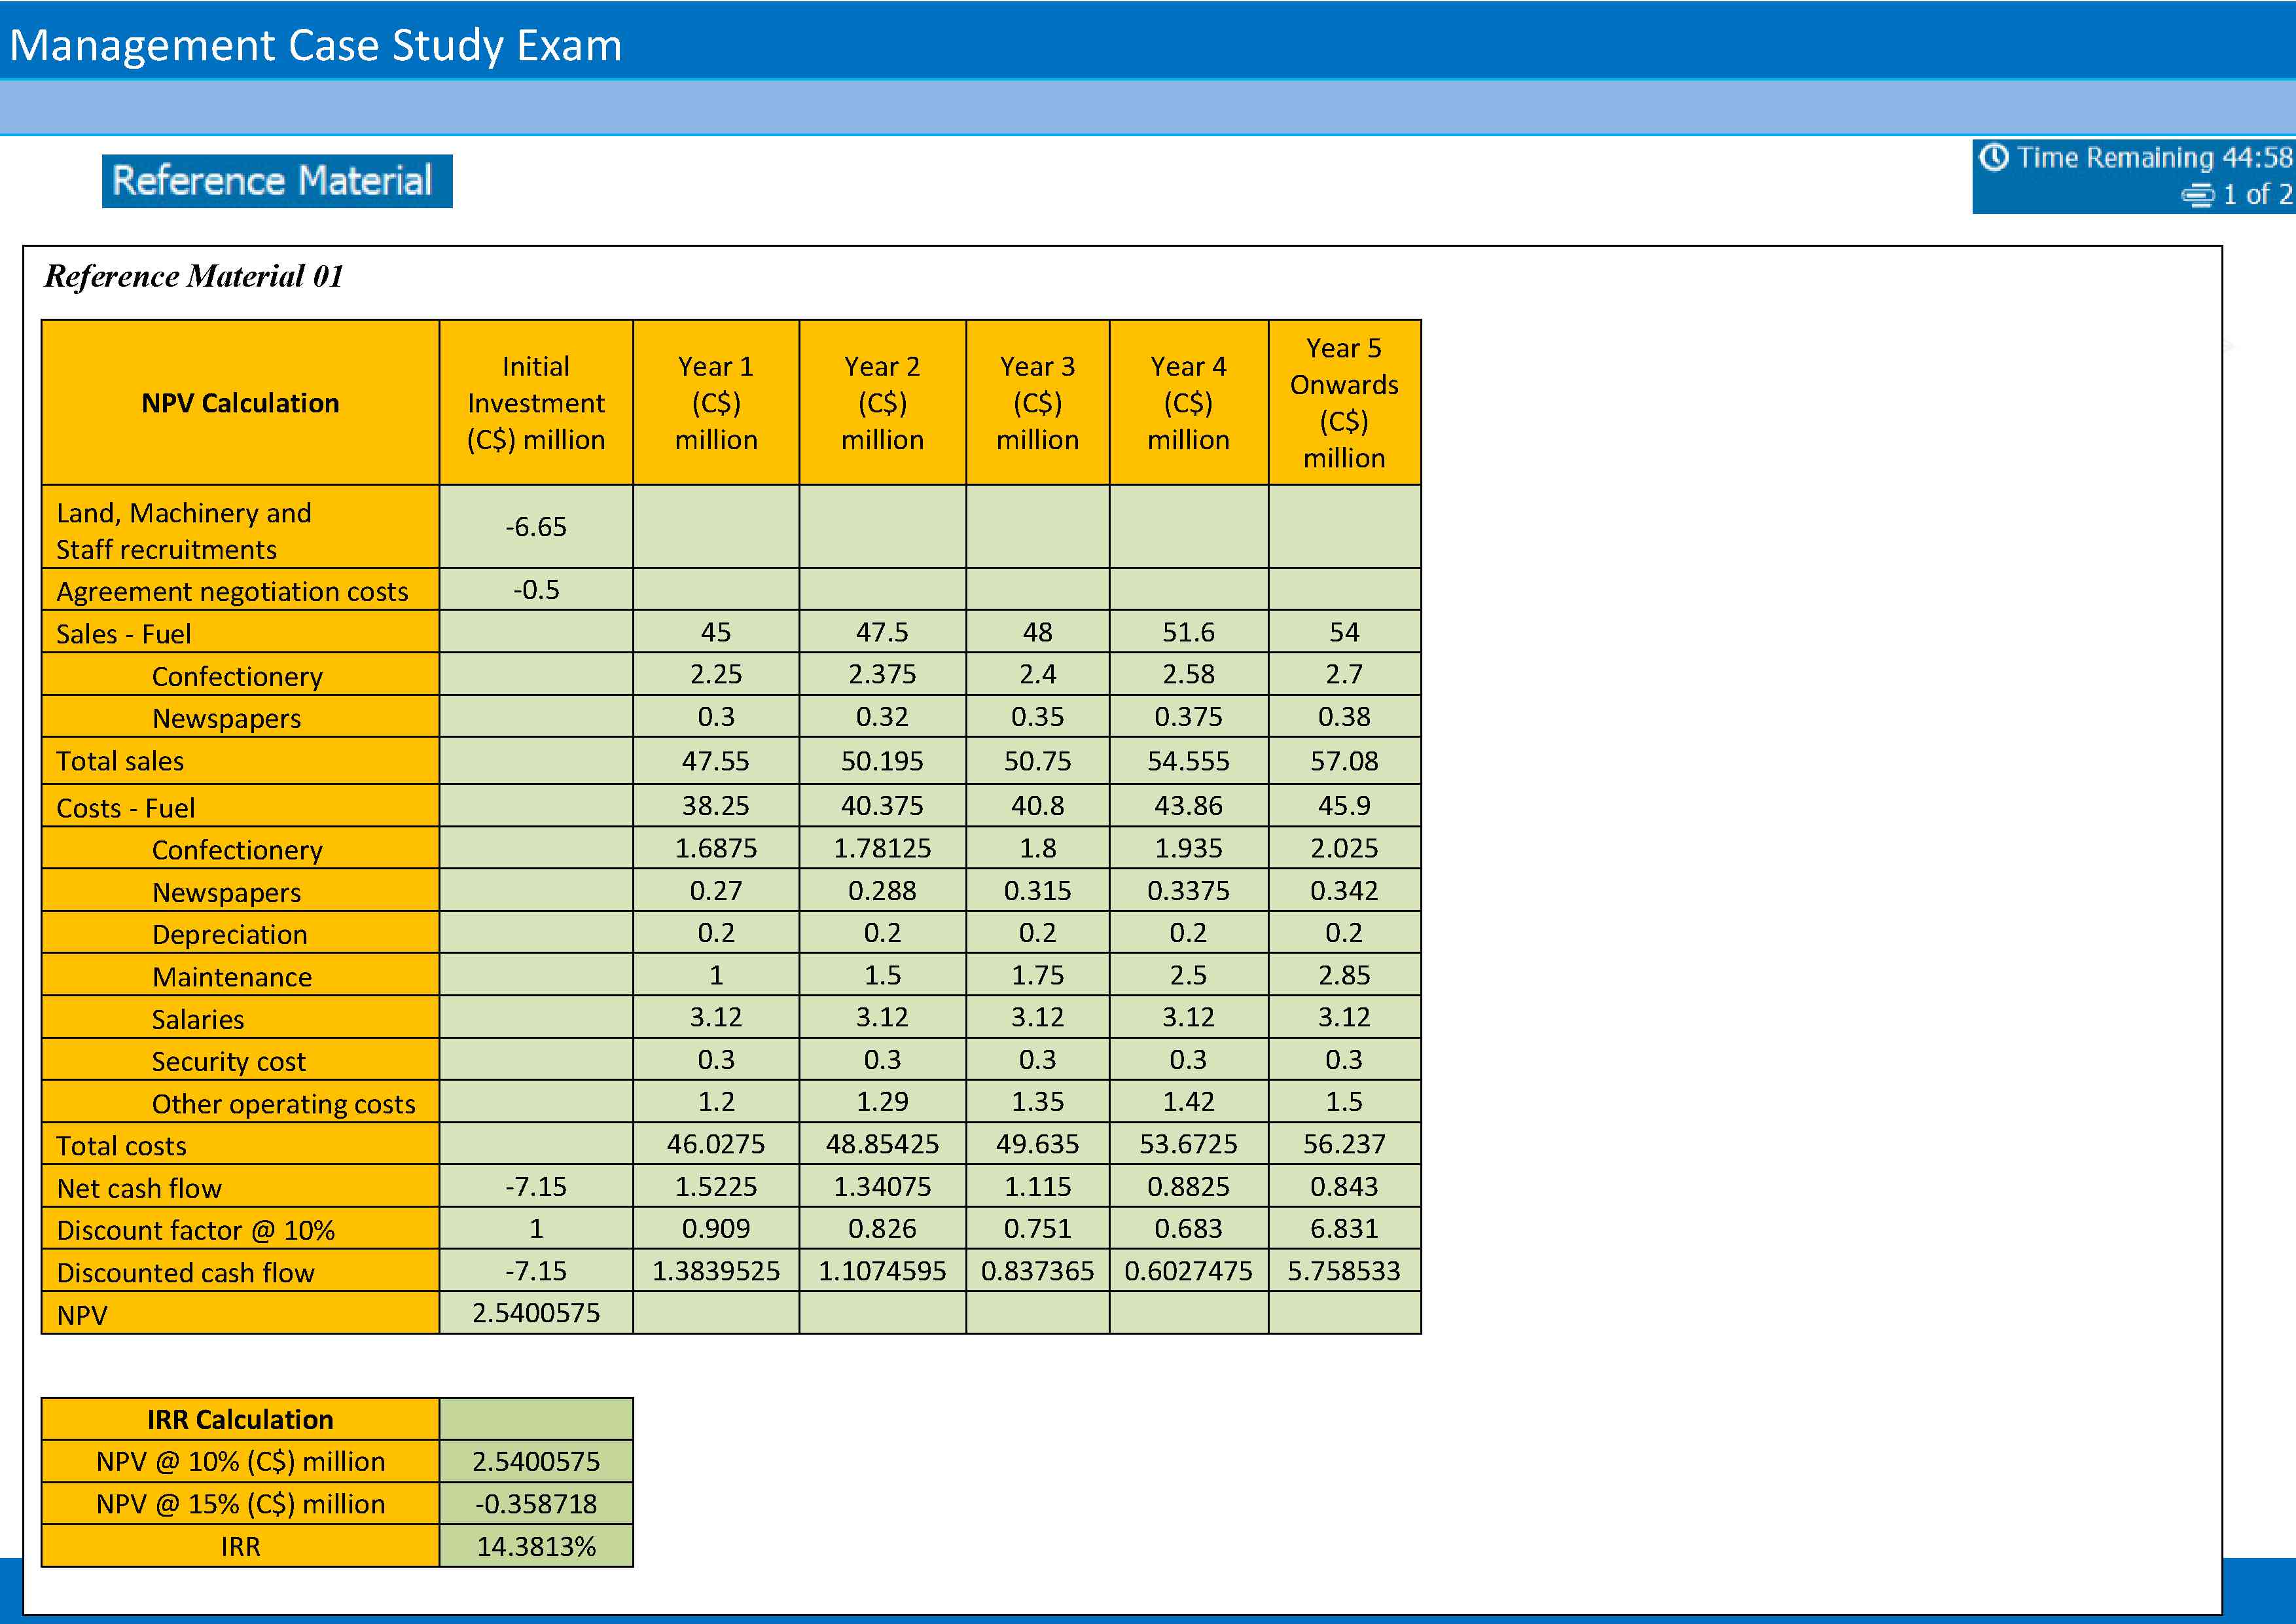 Management Case Study Exam
Reference Material
Time Remaining 44:58
1 of 2
Reference Material 01
NPV Calculation
Initial
Investment
(C$) million
Year 1
(C$)
million
Year 2
(C$)
million
Year 3
(C$)
million
Year 4
(C$)
million
Year 5
Onwards
(C$)
million
Land, Machinery and
Staff recruitments
-6.65
Agreement negotiation costs -0.5
Sales - Fuel 45 47.5 48 51.6 54
Confectionery 2.25 2.375 2.4 2.58 2.7
Newspapers 0.3 0.32 0.35 0.375 0.38
Total sales 47.55 50.195 50.75 54.555 57.08
Costs - Fuel 38.25 40.375 40.8 43.86 45.9
Confectionery 1.6875 1.78125 1.8 1.935 2.025
Newspapers 0.27 0.288 0.315 0.3375 0.342
Depreciation 0.2 0.2 0.2 0.2 0.2
Maintenance 1 1.5 1.75 2.5 2.85
Salaries 3.12 3.12 3.12 3.12 3.12
Security cost 0.3 0.3 0.3 0.3 0.3
Other operating costs 1.2 1.29 1.35 1.42 1.5
Total costs 46.0275 48.85425 49.635 53.6725 56.237
Net cash flow -7.15 1.5225 1.34075 1.115 0.8825 0.843
Discount factor @ 10% 1 0.909 0.826 0.751 0.683 6.831
Discounted cash flow -7.15 1.3839525 1.1074595 0.837365 0.6027475 5.758533
NPV 2.5400575
IRR Calculation
NPV @ 10% (C$) million 2.5400575
NPV @ 15% (C$) million -0.358718
IRR 14.3813%